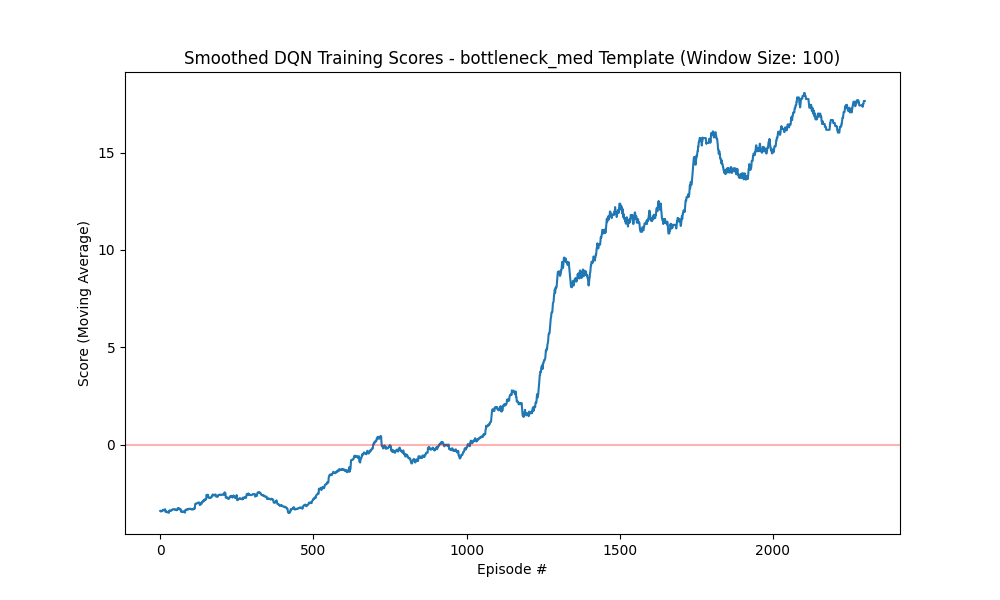 Smoothed DQN Training Scores - bottleneck_med Template (Window Size: 100)
Score (Moving Average)
15
10
5
0
0 500 1000 1500 2000
Episode #